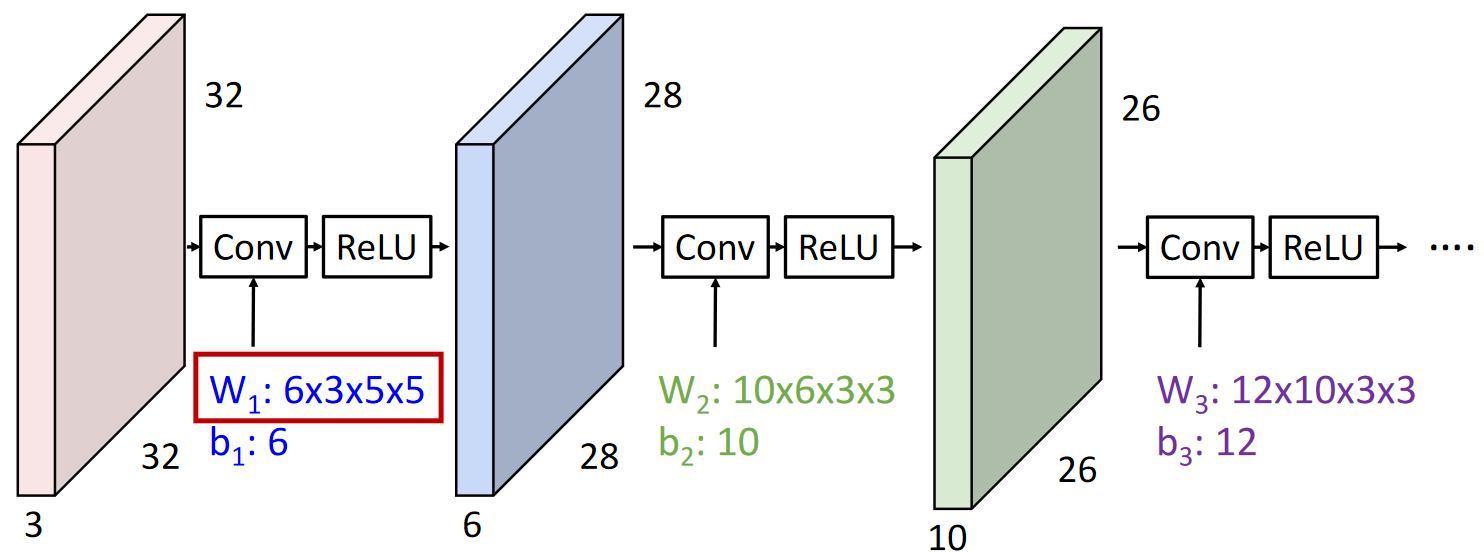 32
28
26
Conv
ReLU
Conv
ReLU
Conv
ReLU
....
W₁: 6x3x5x5
b₁: 6
W₂: 10x6x3x3
b₂: 10
W₃: 12x10x3x3
b₃: 12
32
28
26
3
6
10